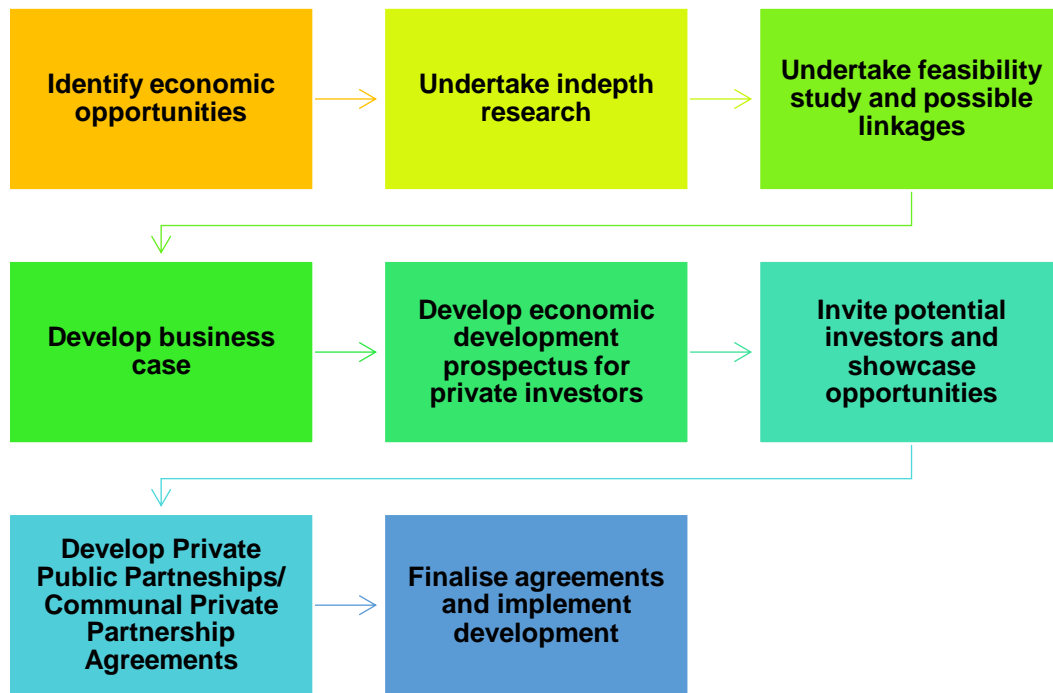 Identify economic
opportunities
Undertake indepth
research
Undertake feasibility
study and possible
linkages
Develop business
case
Develop economic
development
prospectus for
private investors
Invite potential
investors and
showcase
opportunities
Develop Private
Public Partneships/
Communal Private
Partnership
Agreements
Finalise agreements
and implement
development